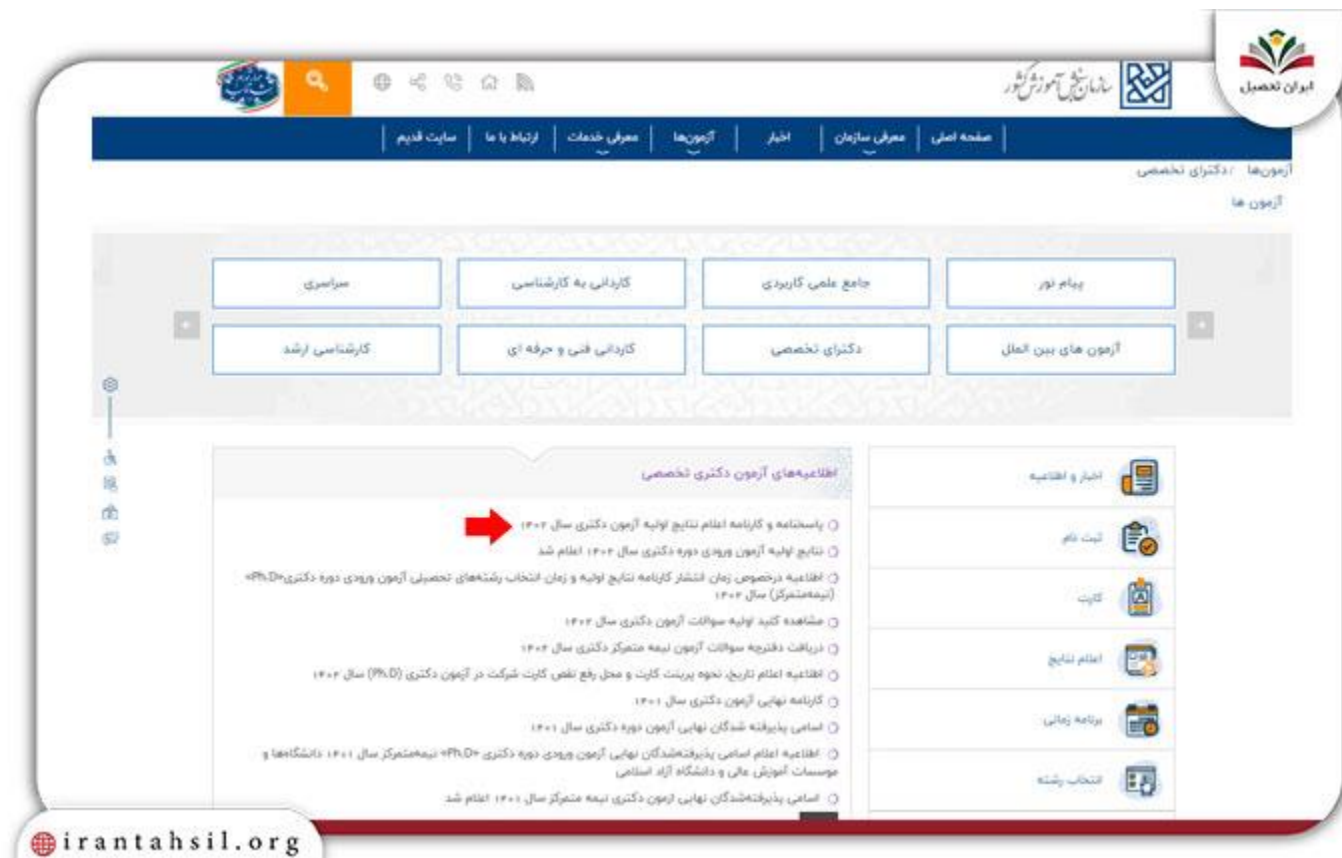 ایران تحصیل
سازمان سنجش آموزش کشور
صفحه اصلی | معرفی سازمان | اخبار | آزمون‌ها | معرفی خدمات | ارتباط با ما | سایت قدیم
آزمون‌ها / دکترای تخصصی
آزمون ها
پیام نور
جامع علمی کاربردی
کاردانی به کارشناسی
سراسری
آزمون های بین الملل
دکترای تخصصی
کاردانی فنی و حرفه ای
کارشناسی ارشد
اخبار و اطلاعیه
ثبت نام
کارت
اعلام نتایج
برنامه زمانی
انتخاب رشته
اطلاعیه‌های آزمون دکتری تخصصی
پاسخنامه و کارنامه اعلام نتایج اولیه آزمون دکتری سال ۱۴۰۲
نتایج اولیه آزمون ورودی دوره دکتری سال ۱۴۰۲ اعلام شد
اطلاعیه درخصوص زمان انتشار کارنامه نتایج اولیه و زمان انتخاب رشته‌های تحصیلی آزمون ورودی دوره دکتری«Ph.D»
(نیمه‌متمرکز) سال ۱۴۰۲
مشاهده کلید اولیه سوالات آزمون دکتری سال ۱۴۰۲
دریافت دفترچه سوالات آزمون نیمه متمرکز دکتری سال ۱۴۰۲
اطلاعیه اعلام تاریخ، نحوه پرینت کارت و محل رفع نقص کارت شرکت در آزمون دکتری (Ph.D) سال ۱۴۰۲
کارنامه نهایی آزمون دکتری سال ۱۴۰۱
اسامی پذیرفته شدگان نهایی آزمون دوره دکتری سال ۱۴۰۱
اطلاعیه اعلام اسامی پذیرفته‌شدگان نهایی آزمون ورودی دوره دکتری «Ph.D» نیمه‌متمرکز سال ۱۴۰۱ دانشگاه‌ها و
موسسات آموزش عالی و دانشگاه آزاد اسلامی
اسامی پذیرفته‌شدگان نهایی ازمون دکتری نیمه متمرکز سال ۱۴۰۱ اعلام شد
irantahsil.org